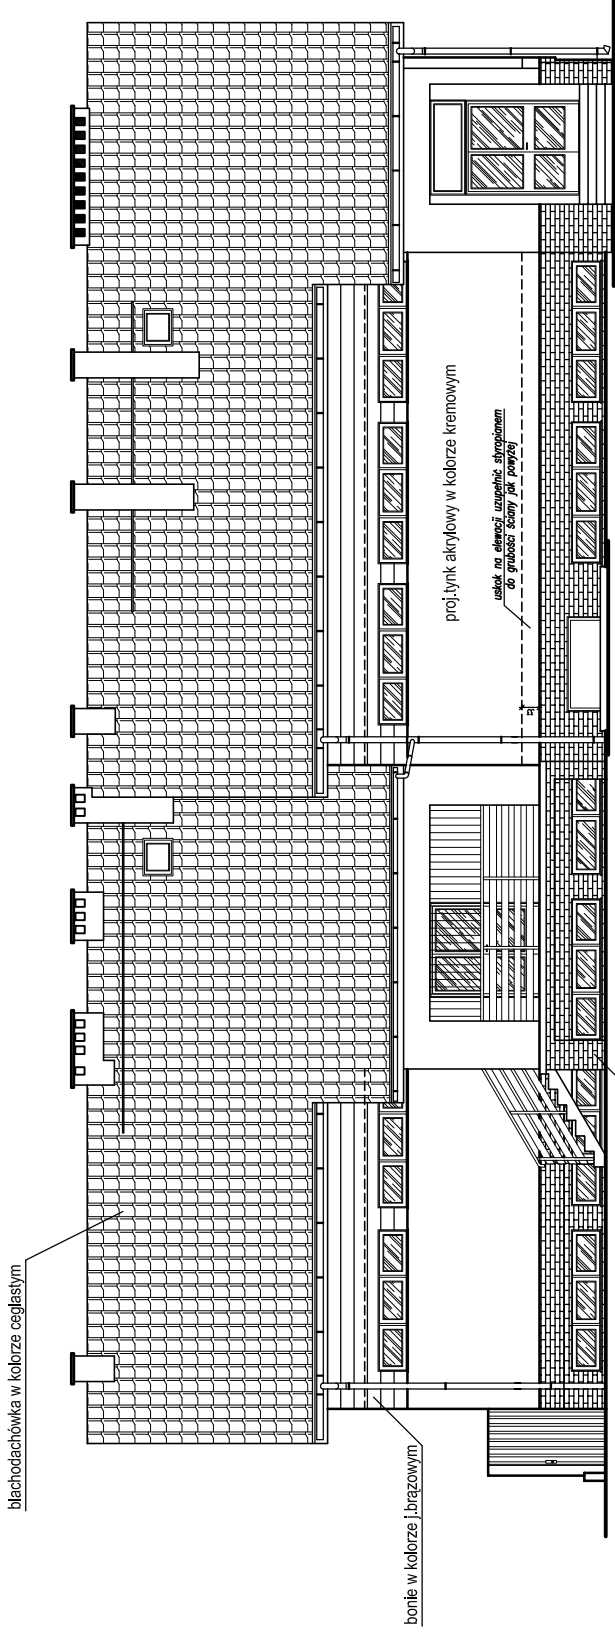 blachodachówka w kolorze ceglastym
bonie w kolorze j.brązowym
proj.tynk akrylowy w kolorze kremowym
uskok na elewacji uzupełnić styropianem
do grubości ściany jak powyżej